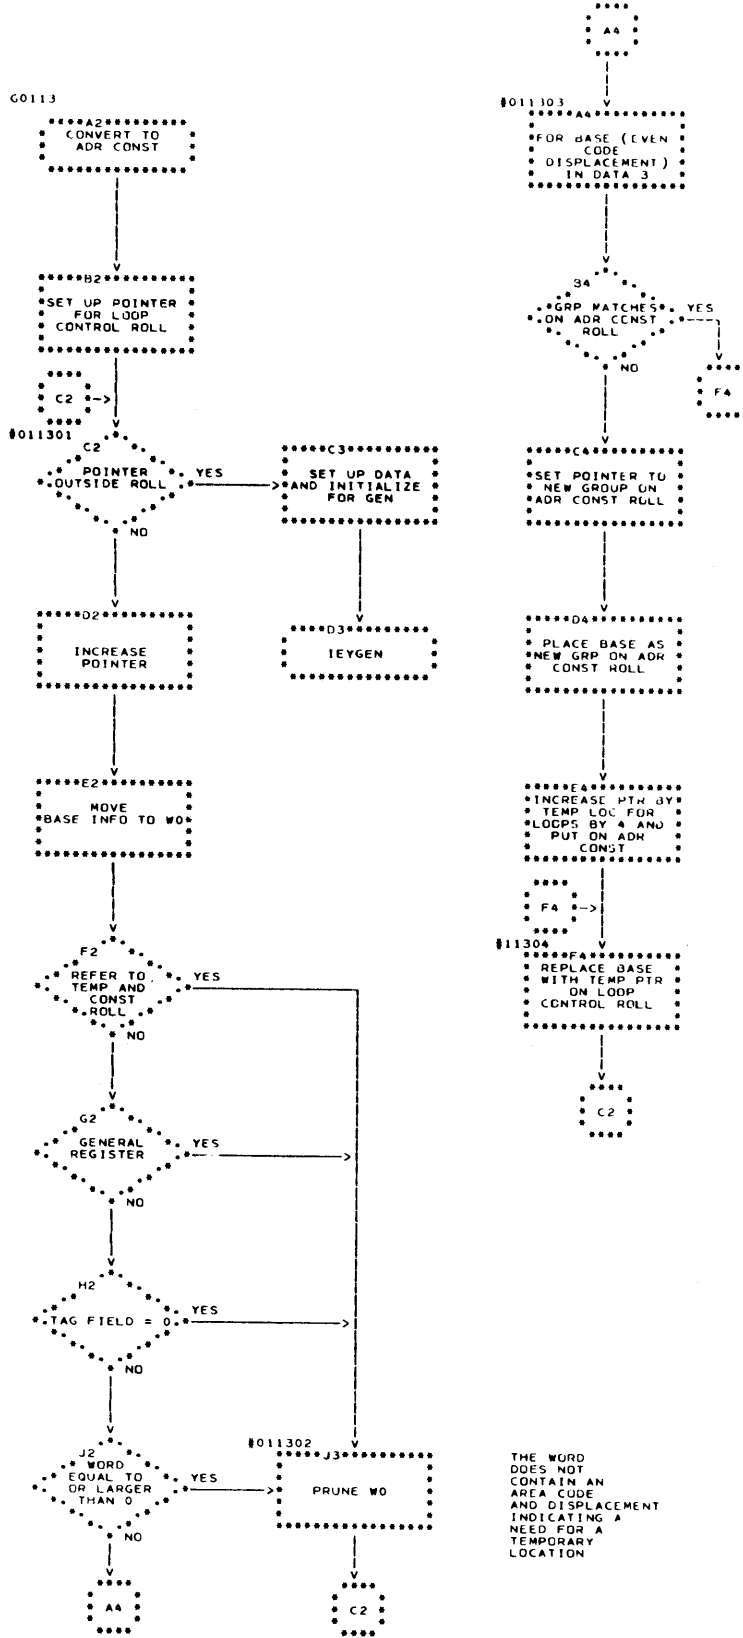 G0113
A2
CONVERT TO
ADR CONST
B2
SET UP POINTER
FOR LOOP
CONTROL ROLL
C2
#011301
C2
POINTER
OUTSIDE ROLL
YES
NO
C3
SET UP DATA
AND INITIALIZE
FOR GEN
D2
INCREASE
POINTER
D3
IEYGEN
E2
MOVE
BASE INFO TO W0
F2
REFER TO
TEMP AND
CONST
ROLL
YES
NO
G2
GENERAL
REGISTER
YES
NO
H2
TAG FIELD = 0
YES
NO
J2
WORD
EQUAL TO
OR LARGER
THAN 0
YES
NO
#011302
J3
PRUNE W0
A4
C2
A4
#011303
A4
FOR BASE (EVEN
CODE
DISPLACEMENT)
IN DATA 3
B4
GRP MATCHES
ON ADR CONST
ROLL
YES
NO
F4
C4
SET POINTER TO
NEW GROUP ON
ADR CONST ROLL
D4
PLACE BASE AS
NEW GRP ON ADR
CONST ROLL
E4
INCREASE PTR BY
TEMP LOC FOR
LOOPS BY 4 AND
PUT ON ADR
CONST
F4
#11304
F4
REPLACE BASE
WITH TEMP PTR
ON LOOP
CONTROL ROLL
C2
THE WORD
DOES NOT
CONTAIN AN
AREA CODE
AND DISPLACEMENT
INDICATING A
NEED FOR A
TEMPORARY
LOCATION